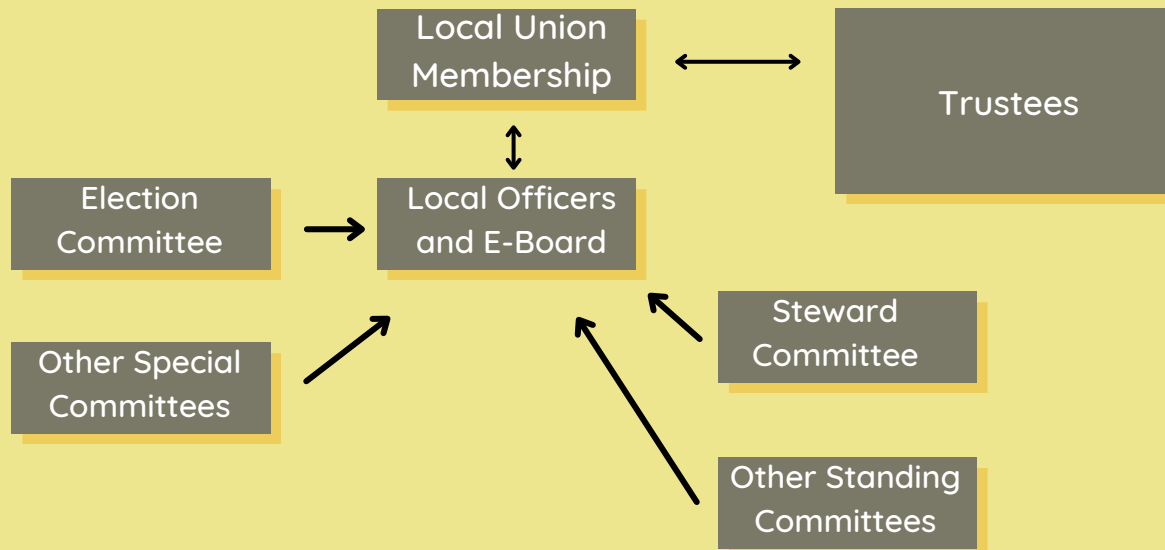 Local Union
Membership
Trustees
Election
Committee
Local Officers
and E-Board
Steward
Committee
Other Special
Committees
Other Standing
Committees